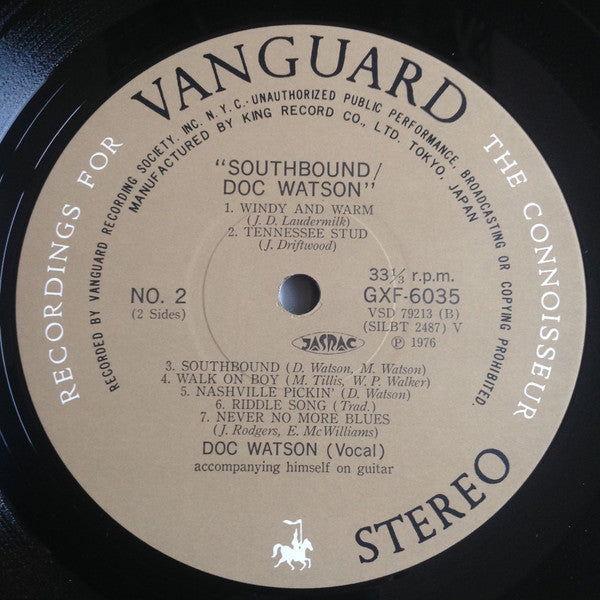 VANGUARD
RECORDINGS FOR THE CONNOISSEUR
RECORDED BY VANGUARD RECORDING SOCIETY, INC. N.Y.C.·UNAUTHORIZED PUBLIC PERFORMANCE, BROADCASTING OR COPYING PROHIBITED.
MANUFACTURED BY KING RECORD CO., LTD. TOKYO, JAPAN
"SOUTHBOUND/
DOC WATSON"
1. WINDY AND WARM
(J. D. Laudermilk)
2. TENNESSEE STUD
(J. Driftwood)
NO. 2
(2 Sides)
33⅓ r.p.m.
GXF-6035
VSD 79213 (B)
(SILBT 2487) V
Ⓟ 1976
JASRAC
3. SOUTHBOUND (D. Watson, M. Watson)
4. WALK ON BOY (M. Tillis, W. P. Walker)
5. NASHVILLE PICKIN' (D. Watson)
6. RIDDLE SONG (Trad.)
7. NEVER NO MORE BLUES
(J. Rodgers, E. McWilliams)
DOC WATSON (Vocal)
accompanying himself on guitar
STEREO